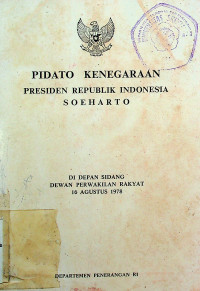 PIDATO KENEGARAAN
PRESIDEN REPUBLIK INDONESIA
SOEHARTO
DI DEPAN SIDANG
DEWAN PERWAKILAN RAKYAT
16 AGUSTUS 1978
DEPARTEMEN PENERANGAN RI